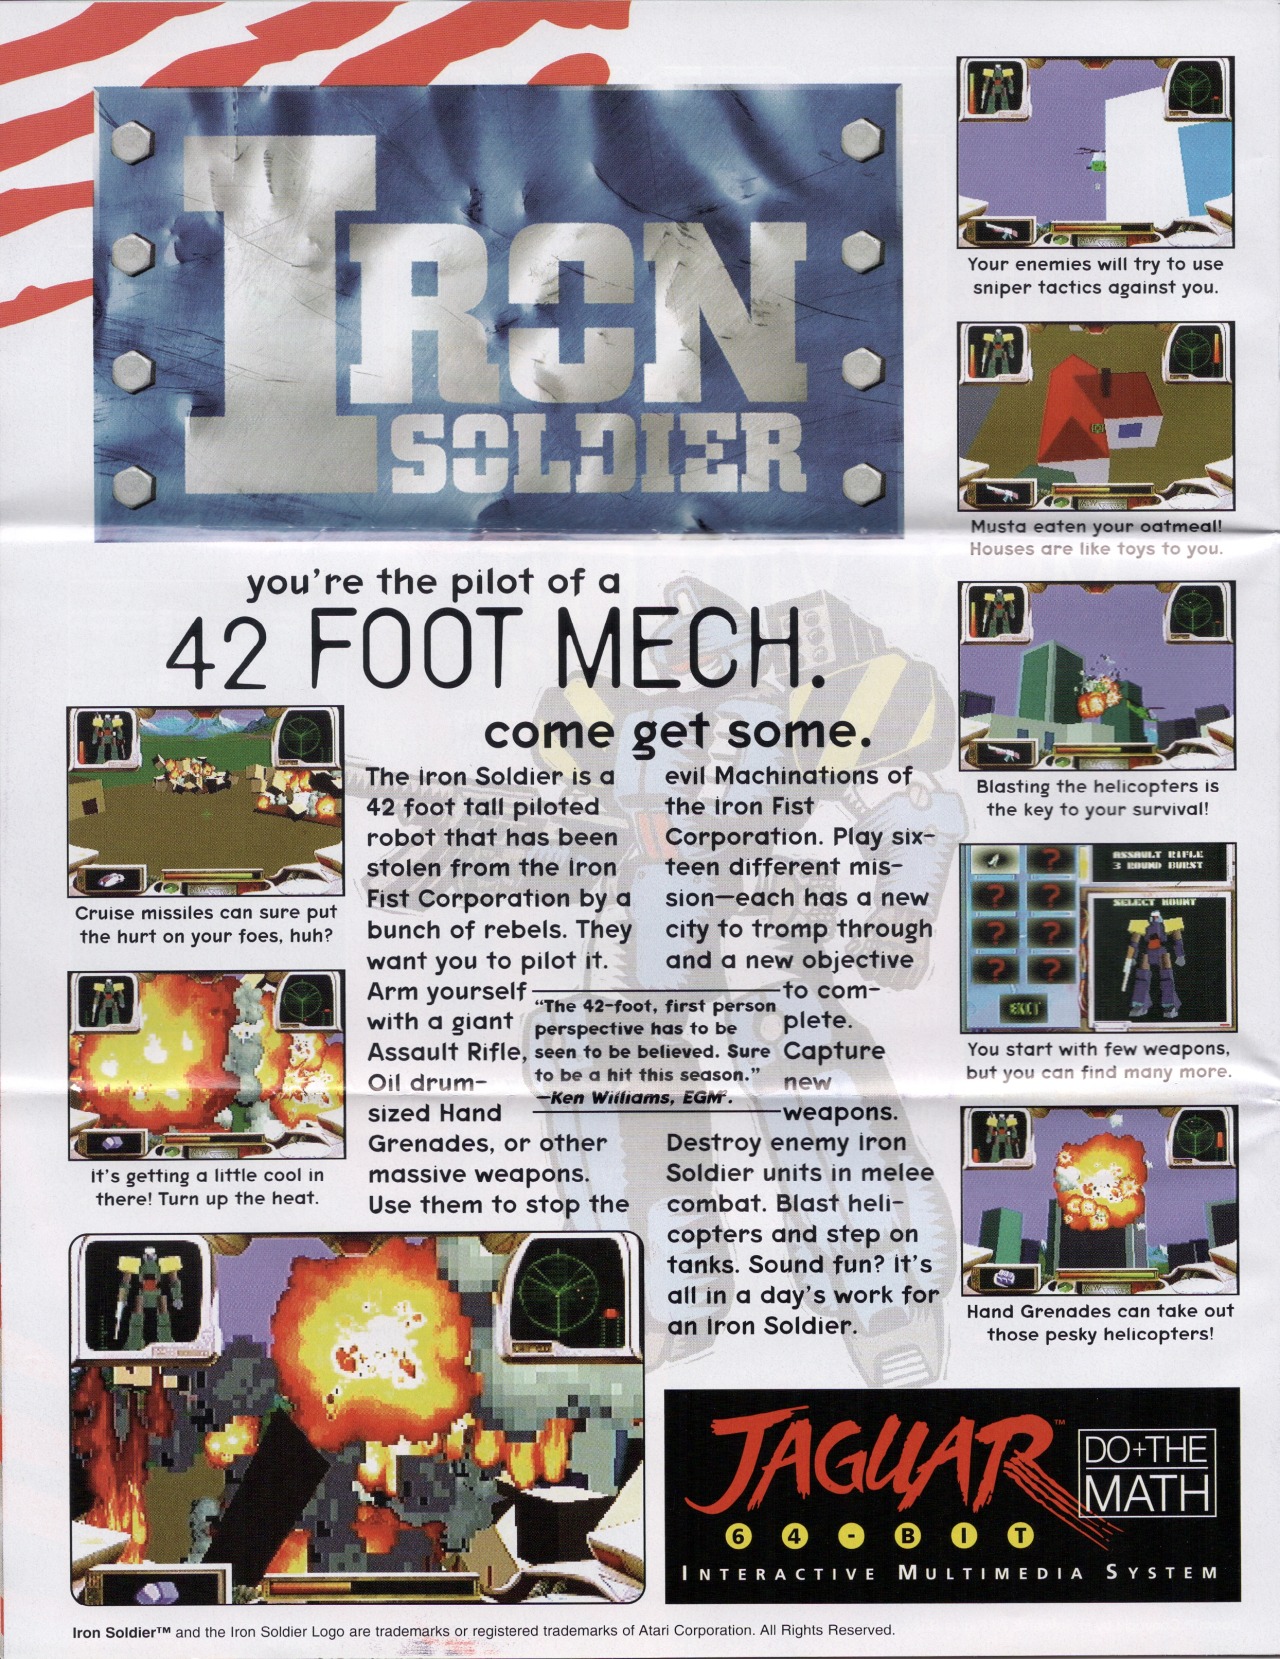 IRON
SOLDIER
you're the pilot of a
42 FOOT MECH.
come get some.
The Iron Soldier is a
42 foot tall piloted
robot that has been
stolen from the Iron
Fist Corporation by a
bunch of rebels. They
want you to pilot it.
Arm yourself
with a giant
Assault Rifle,
Oil drum-
sized Hand
Grenades, or other
massive weapons.
Use them to stop the
evil Machinations of
the Iron Fist
Corporation. Play six-
teen different mis-
sion—each has a new
city to tromp through
and a new objective
to com-
plete.
Capture
new
weapons.
Destroy enemy Iron
Soldier units in melee
combat. Blast heli-
copters and step on
tanks. Sound fun? It's
all in a day's work for
an Iron Soldier.
"The 42-foot, first person
perspective has to be
seen to be believed. Sure
to be a hit this season."
—Ken Williams, EGM².
Cruise missiles can sure put
the hurt on your foes, huh?
It's getting a little cool in
there! Turn up the heat.
Your enemies will try to use
sniper tactics against you.
Musta eaten your oatmeal!
Houses are like toys to you.
Blasting the helicopters is
the key to your survival!
ASSAULT RIFLE
3 ROUND BURST
SELECT MOUNT
? 
? ?
? ?
? ?
EXIT
You start with few weapons,
but you can find many more.
Hand Grenades can take out
those pesky helicopters!
JAGUAR™
64-BIT
INTERACTIVE MULTIMEDIA SYSTEM
DO+THE
MATH
Iron Soldier™ and the Iron Soldier Logo are trademarks or registered trademarks of Atari Corporation. All Rights Reserved.